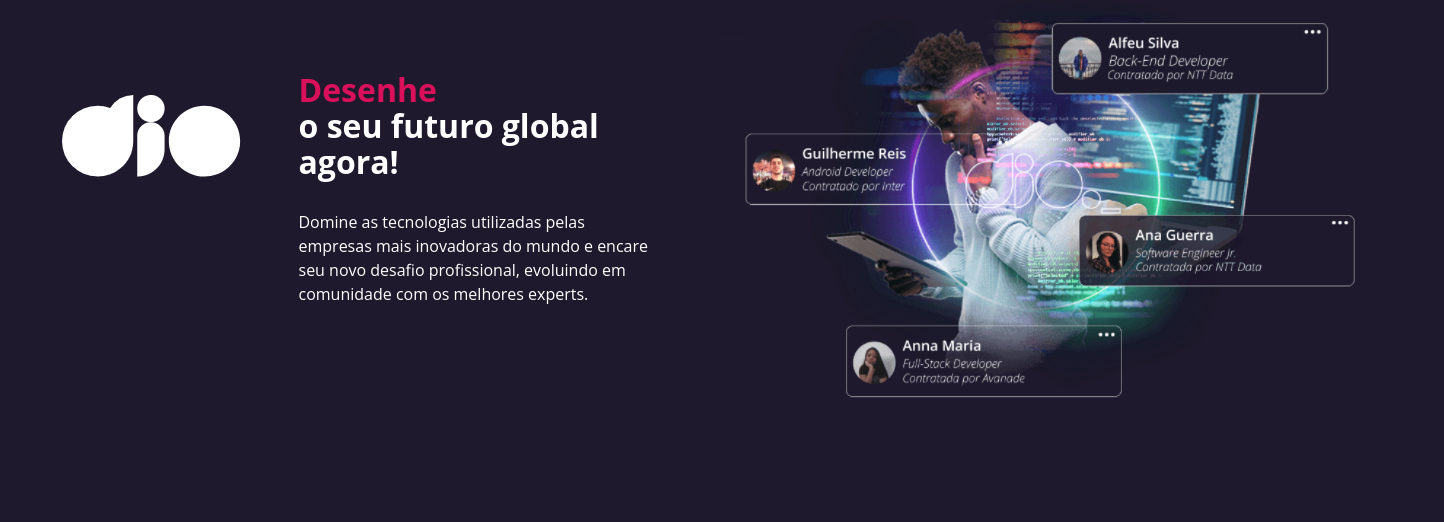 dio
Desenhe
o seu futuro global
agora!
Domine as tecnologias utilizadas pelas
empresas mais inovadoras do mundo e encare
seu novo desafio profissional, evoluindo em
comunidade com os melhores experts.
Alfeu Silva
Back-End Developer
Contratado por NTT Data
Guilherme Reis
Android Developer
Contratado por Inter
dio.
Ana Guerra
Software Engineer Jr.
Contratada por NTT Data
Anna Maria
Full-Stack Developer
Contratada por Avanade